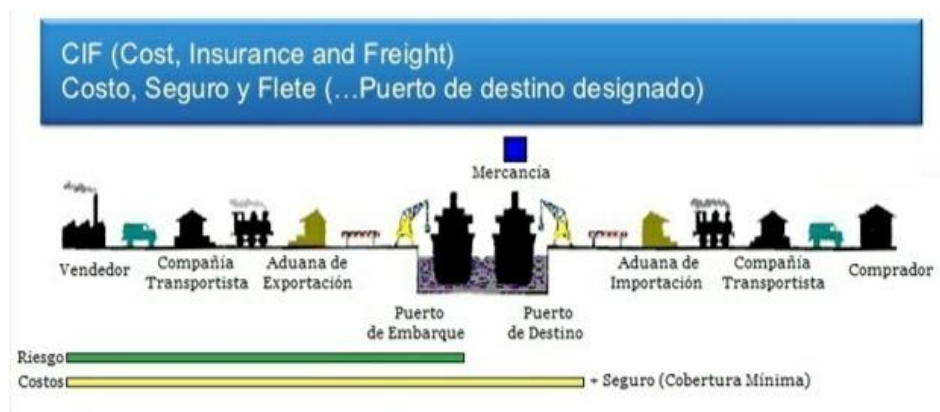 CIF (Cost, Insurance and Freight)
Costo, Seguro y Flete (...Puerto de destino designado)
Mercancía
Vendedor
Compañía
Transportista
Aduana de
Exportación
Aduana de
Importación
Compañía
Transportista
Comprador
Puerto
de Embarque
Puerto
de Destino
Riesgo
Costos
+ Seguro (Cobertura Mínima)